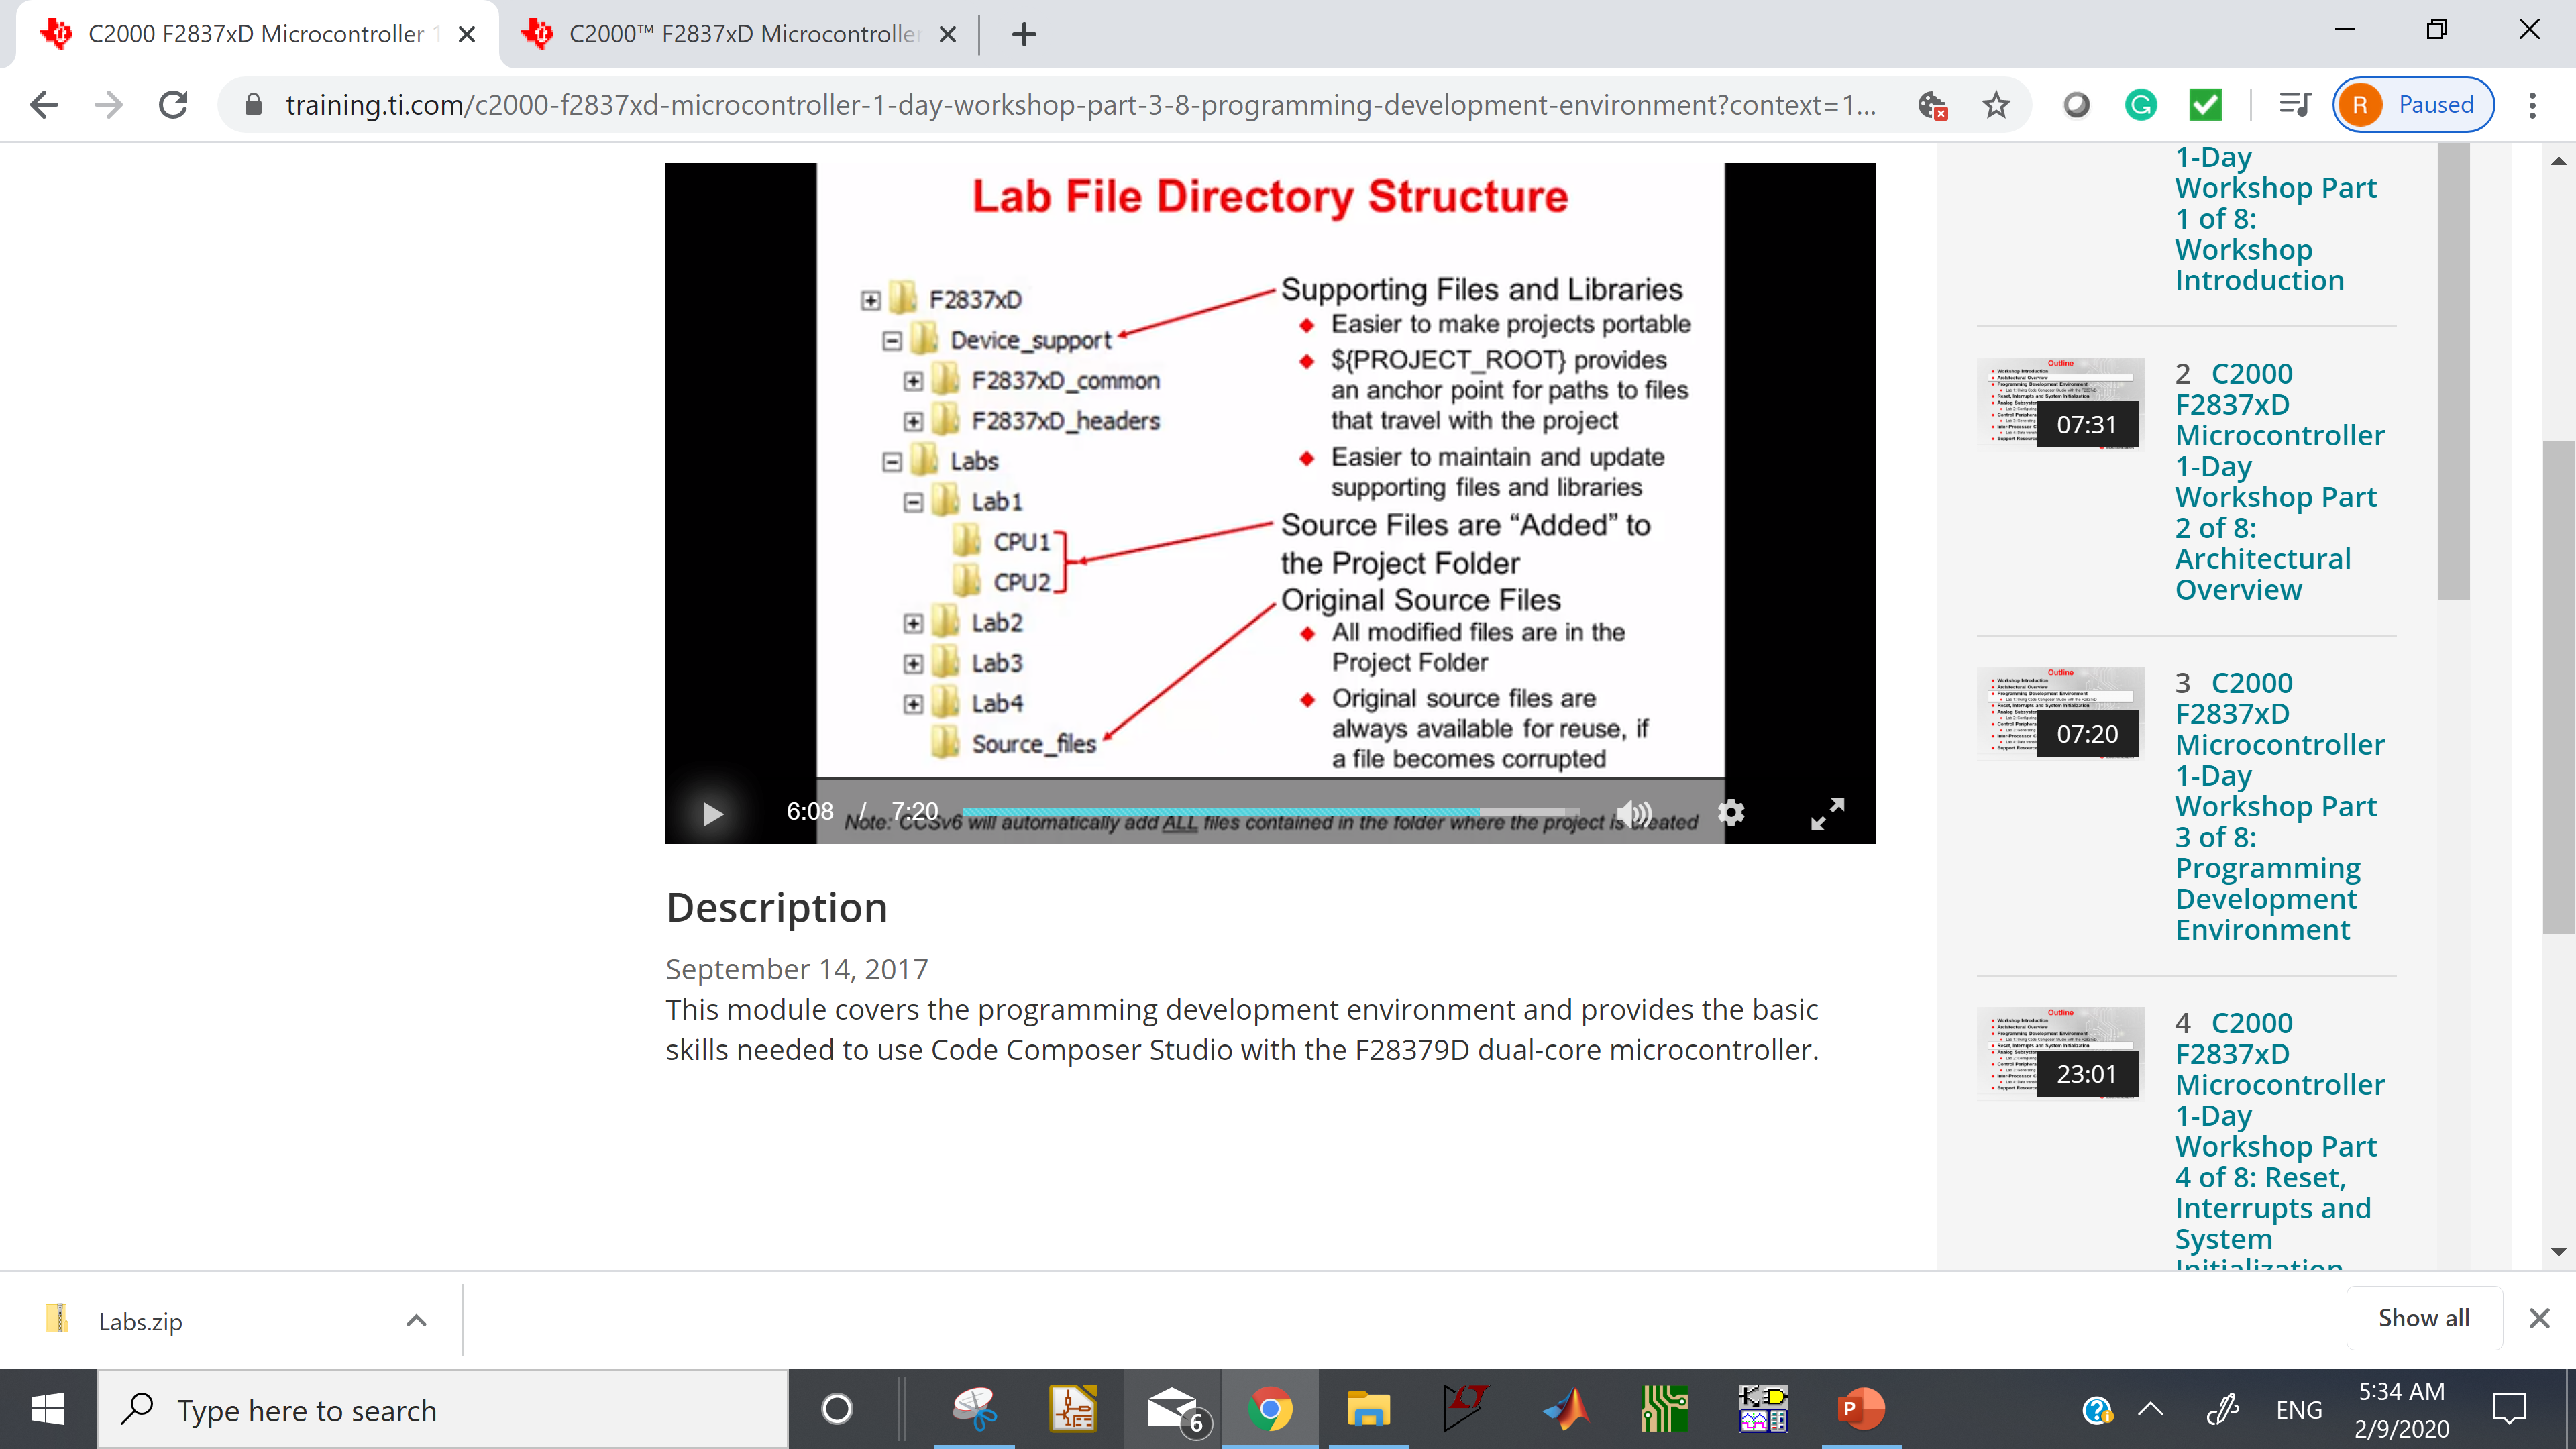 C2000 F2837xD Microcontroller 1
C2000™ F2837xD Microcontroller
training.ti.com/c2000-f2837xd-microcontroller-1-day-workshop-part-3-8-programming-development-environment?context=1...
R Paused
Lab File Directory Structure
F2837xD
Device_support
F2837xD_common
F2837xD_headers
Labs
Lab1
CPU1
CPU2
Lab2
Lab3
Lab4
Source_files
Supporting Files and Libraries
Easier to make projects portable
${PROJECT_ROOT} provides
an anchor point for paths to files
that travel with the project
Easier to maintain and update
supporting files and libraries
Source Files are “Added” to
the Project Folder
Original Source Files
All modified files are in the
Project Folder
Original source files are
always available for reuse, if
a file becomes corrupted
6:08 / 7:20
Note: CCSv6 will automatically add ALL files contained in the folder where the project is created
Description
September 14, 2017
This module covers the programming development environment and provides the basic
skills needed to use Code Composer Studio with the F28379D dual-core microcontroller.
1-Day
Workshop Part
1 of 8:
Workshop
Introduction
Outline
07:31
2 C2000
F2837xD
Microcontroller
1-Day
Workshop Part
2 of 8:
Architectural
Overview
Outline
07:20
3 C2000
F2837xD
Microcontroller
1-Day
Workshop Part
3 of 8:
Programming
Development
Environment
Outline
23:01
4 C2000
F2837xD
Microcontroller
1-Day
Workshop Part
4 of 8: Reset,
Interrupts and
System
Initialization
Labs.zip
Show all
Type here to search
6
ENG
5:34 AM
2/9/2020